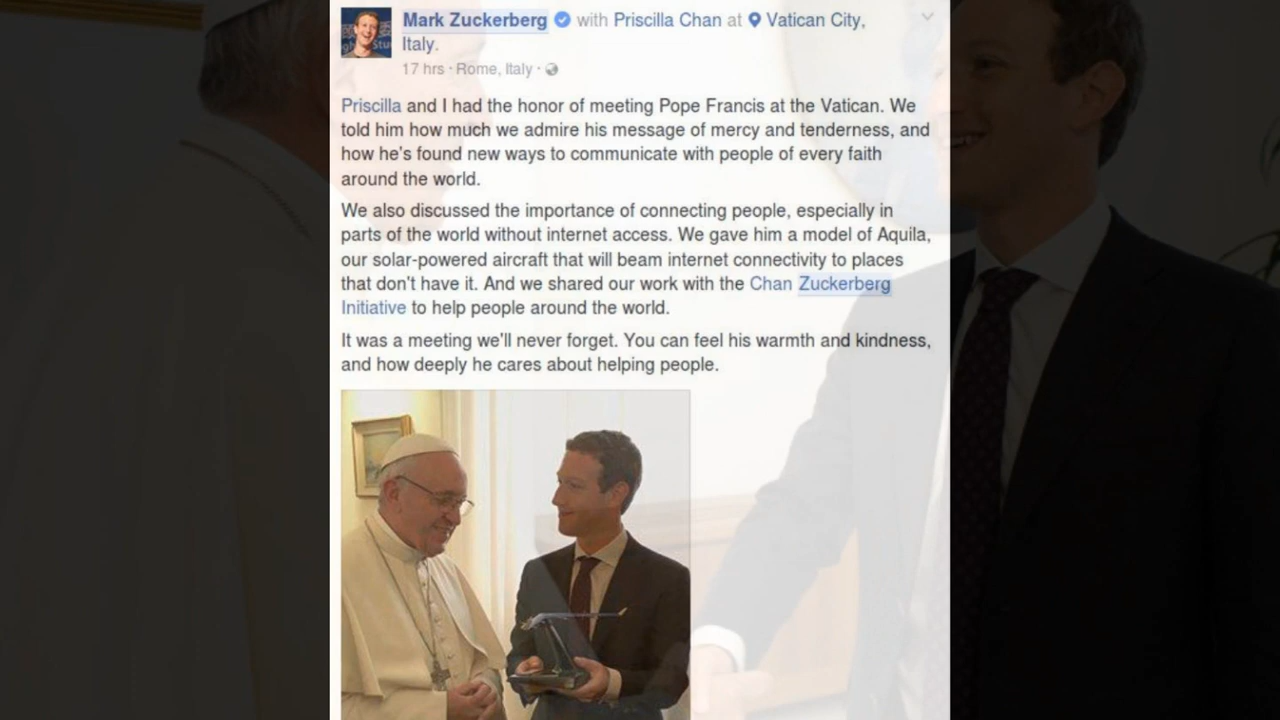 Mark Zuckerberg with Priscilla Chan at Vatican City,
Italy.
17 hrs · Rome, Italy ·
Priscilla and I had the honor of meeting Pope Francis at the Vatican. We
told him how much we admire his message of mercy and tenderness, and
how he's found new ways to communicate with people of every faith
around the world.
We also discussed the importance of connecting people, especially in
parts of the world without internet access. We gave him a model of Aquila,
our solar-powered aircraft that will beam internet connectivity to places
that don't have it. And we shared our work with the Chan Zuckerberg
Initiative to help people around the world.
It was a meeting we'll never forget. You can feel his warmth and kindness,
and how deeply he cares about helping people.